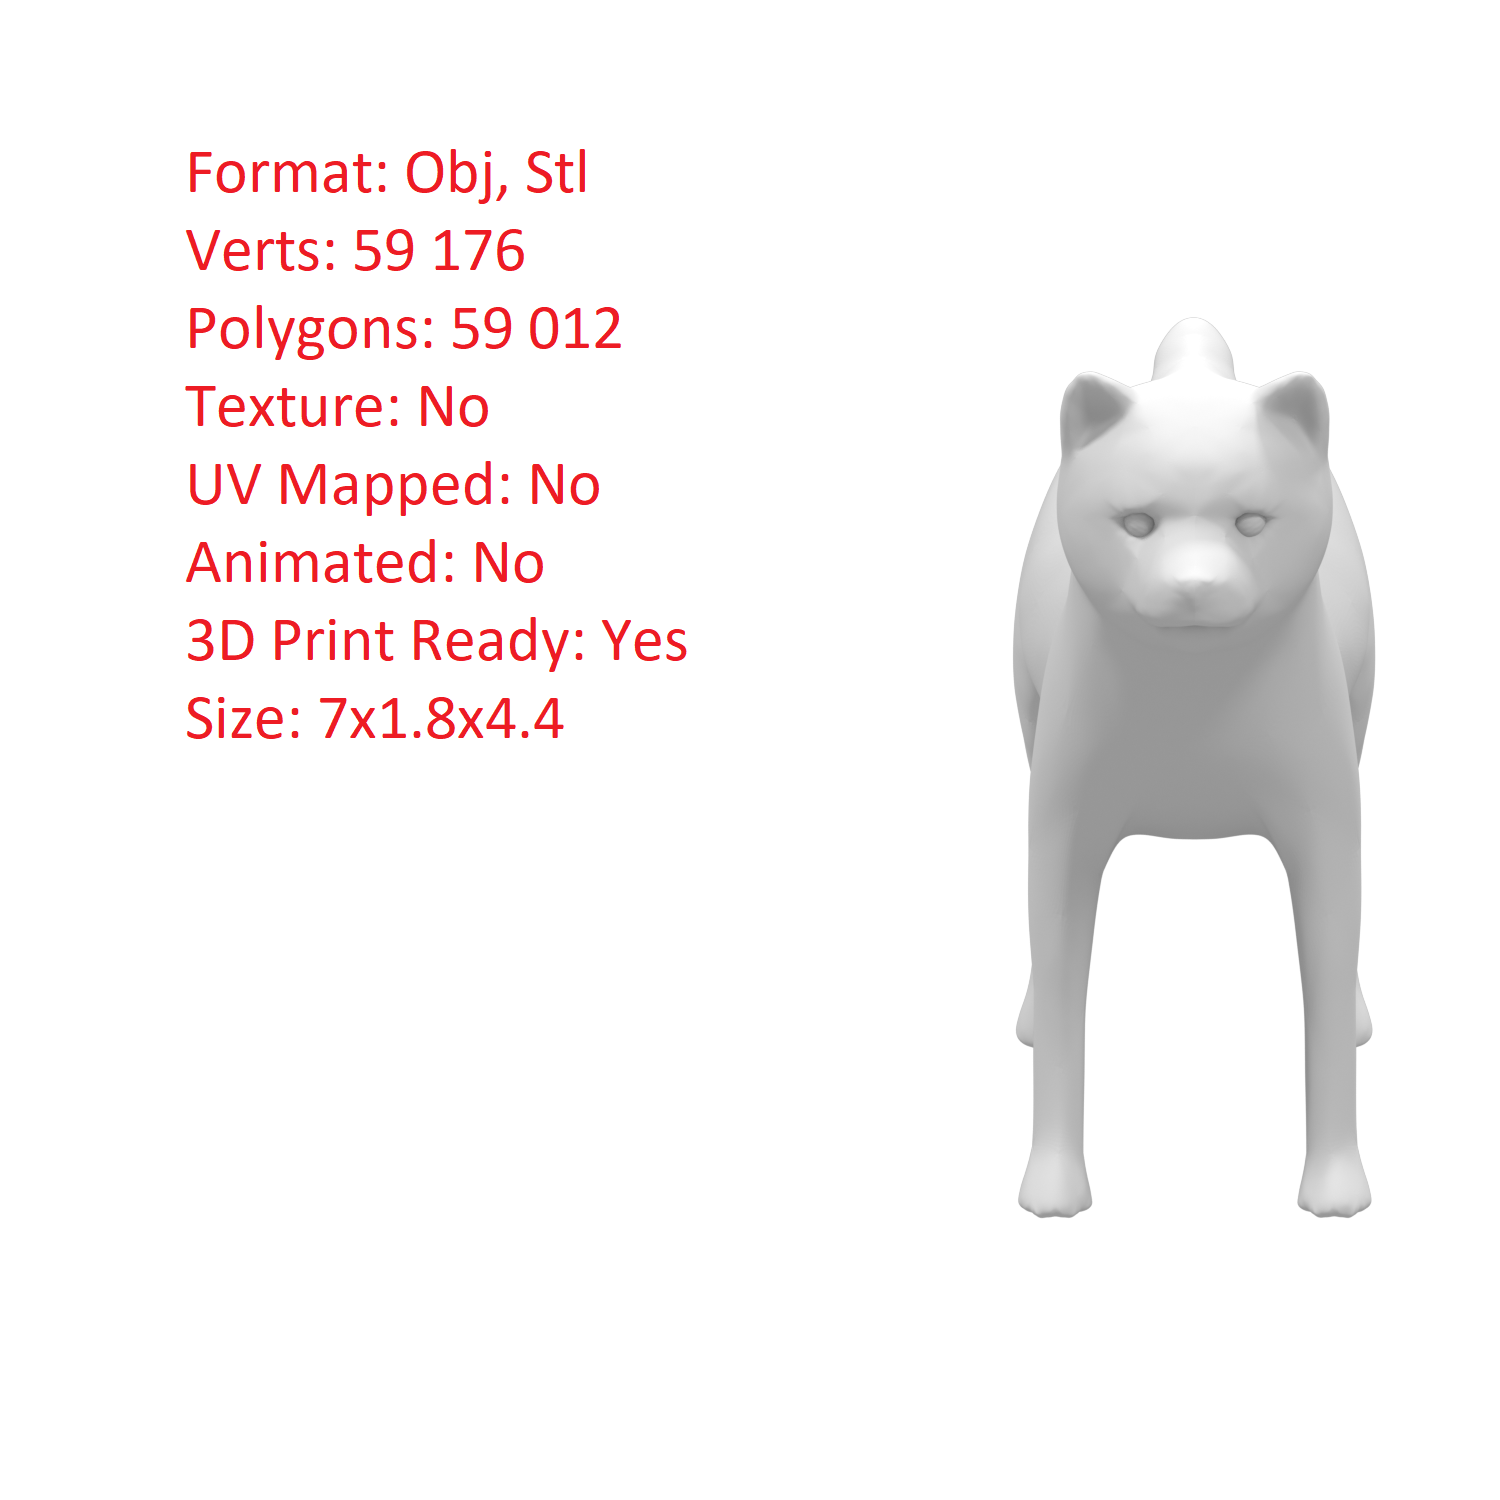 Format: Obj, Stl
Verts: 59 176
Polygons: 59 012
Texture: No
UV Mapped: No
Animated: No
3D Print Ready: Yes
Size: 7x1.8x4.4